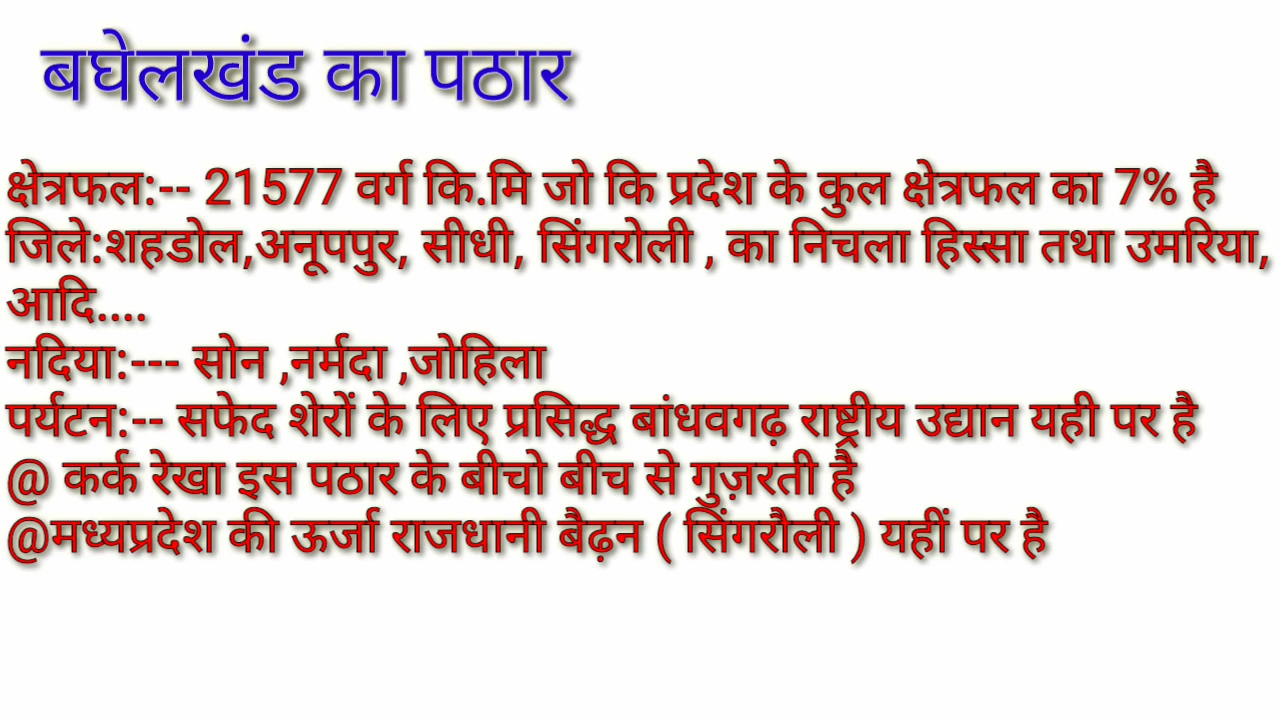 बघेलखंड का पठार
क्षेत्रफल:-- 21577 वर्ग कि.मि जो कि प्रदेश के कुल क्षेत्रफल का 7% है
जिले:शहडोल,अनूपपुर, सीधी, सिंगरोली , का निचला हिस्सा तथा उमरिया,
आदि....
नदिया:--- सोन ,नर्मदा ,जोहिला
पर्यटन:-- सफेद शेरों के लिए प्रसिद्ध बांधवगढ़ राष्ट्रीय उद्यान यही पर है
@ कर्क रेखा इस पठार के बीचो बीच से गुज़रती है
@मध्यप्रदेश की ऊर्जा राजधानी बैढ़न ( सिंगरौली ) यहीं पर है